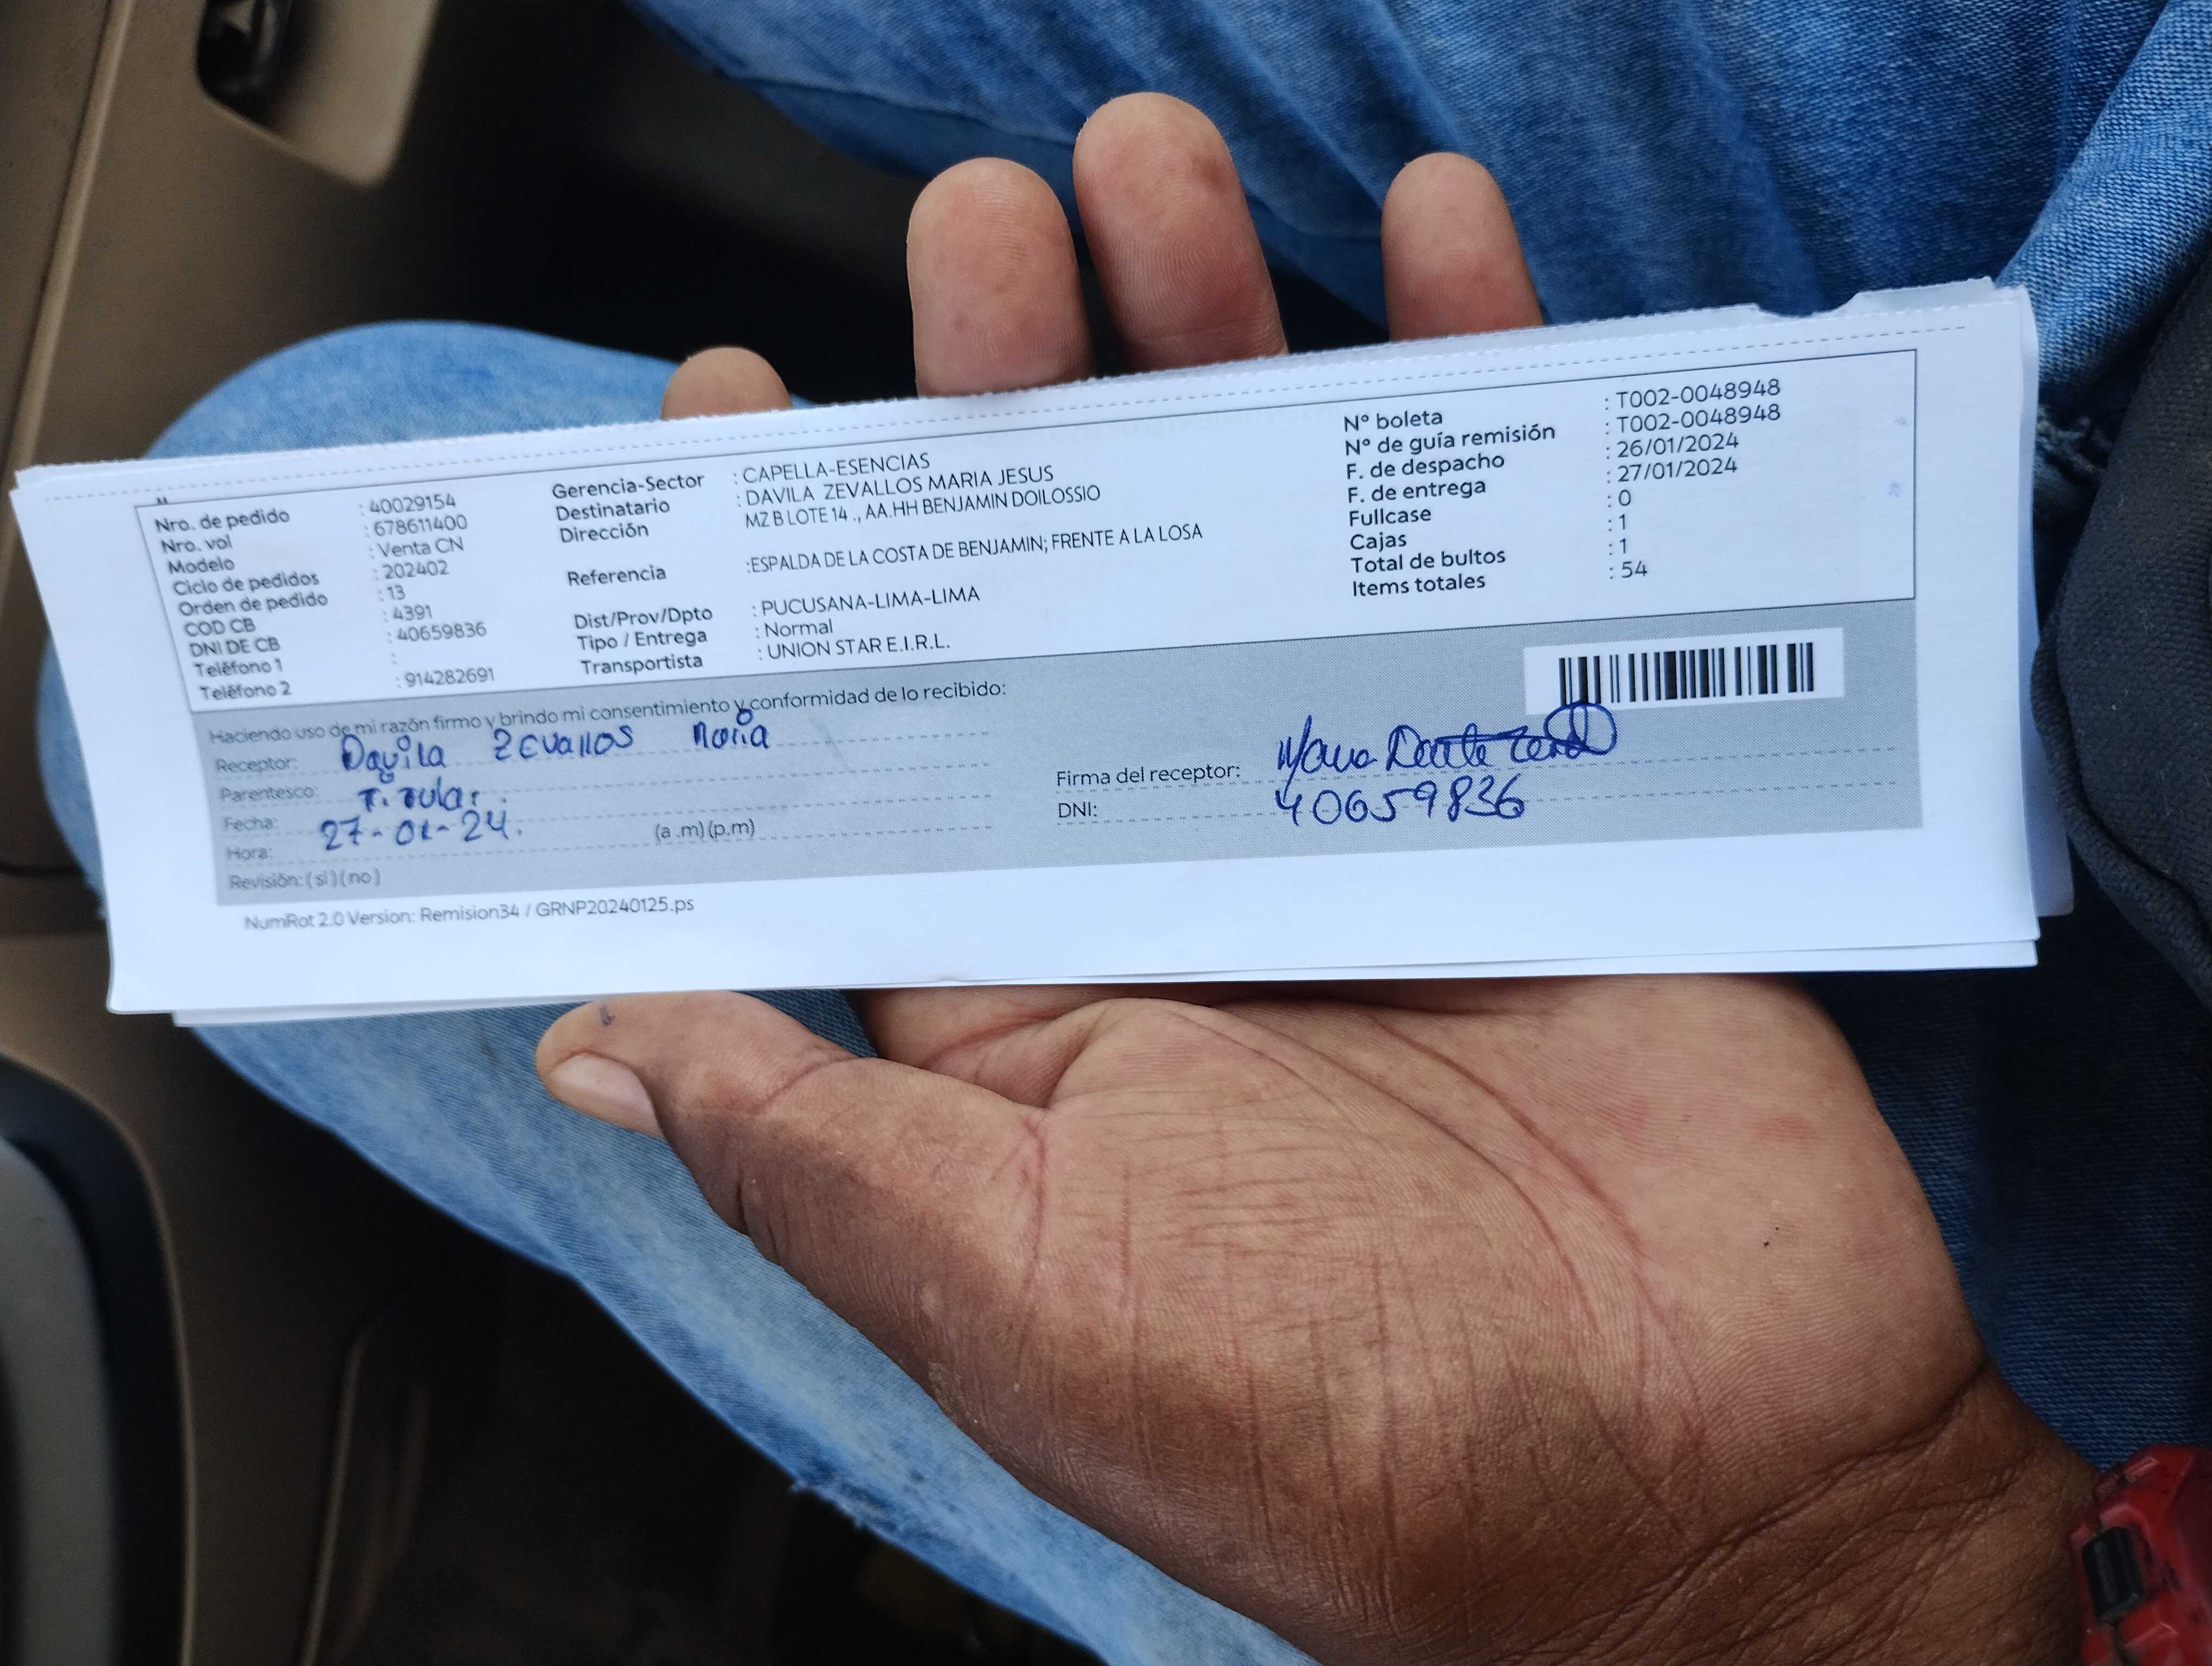 Nro. de pedido : 40029154
Nro. vol : 678611400
Modelo : Venta CN
Ciclo de pedidos : 202402
Orden de pedido : 13
COD CB : 4391
DNI DE CB : 40659836
Teléfono 1 :
Teléfono 2 : 914282691
Gerencia-Sector : CAPELLA-ESENCIAS
Destinatario : DAVILA ZEVALLOS MARIA JESUS
Dirección MZ B LOTE 14 ., AA.HH BENJAMIN DOILOSSIO
Referencia :ESPALDA DE LA COSTA DE BENJAMIN; FRENTE A LA LOSA
Dist/Prov/Dpto : PUCUSANA-LIMA-LIMA
Tipo / Entrega : Normal
Transportista : UNION STAR E.I.R.L.
N° boleta : T002-0048948
N° de guía remisión : T002-0048948
F. de despacho : 26/01/2024
F. de entrega : 27/01/2024
Fullcase : 0
Cajas : 1
Total de bultos : 1
Items totales : 54
Haciendo uso de mi razón firmo y brindo mi consentimiento y conformidad de lo recibido:
Receptor: Davila Zevallos Maria
Parentesco: Titular
Fecha: 27-01-24.
Hora: (a .m) (p.m)
Revisión: ( si ) ( no )
Firma del receptor: Maria
DNI: 40659836
NumRot 2.0 Version: Remision34 / GRNP20240125.ps